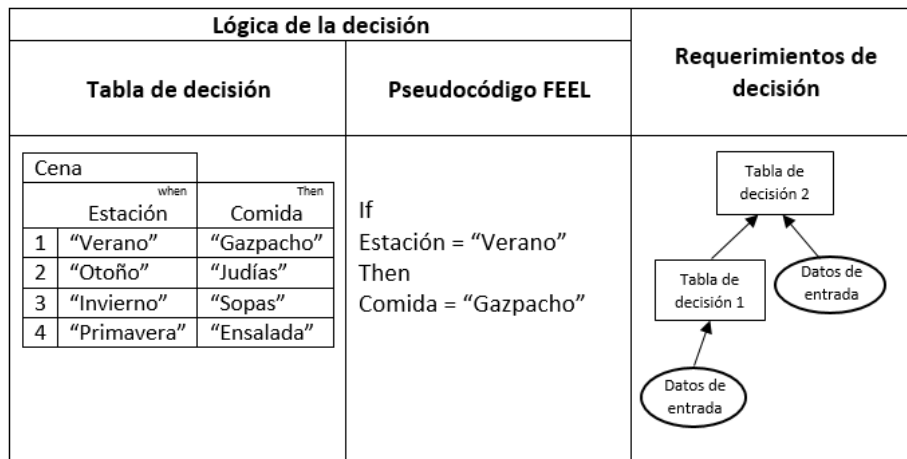 Lógica de la decisión
Requerimientos de
decisión
Tabla de decisión
Pseudocódigo FEEL
Cena
when
Then
Estación
Comida
1 “Verano” “Gazpacho”
2 “Otoño” “Judías”
3 “Invierno” “Sopas”
4 “Primavera” “Ensalada”
If
Estación = “Verano”
Then
Comida = “Gazpacho”
Tabla de
decisión 2
Tabla de
decisión 1
Datos de
entrada
Datos de
entrada